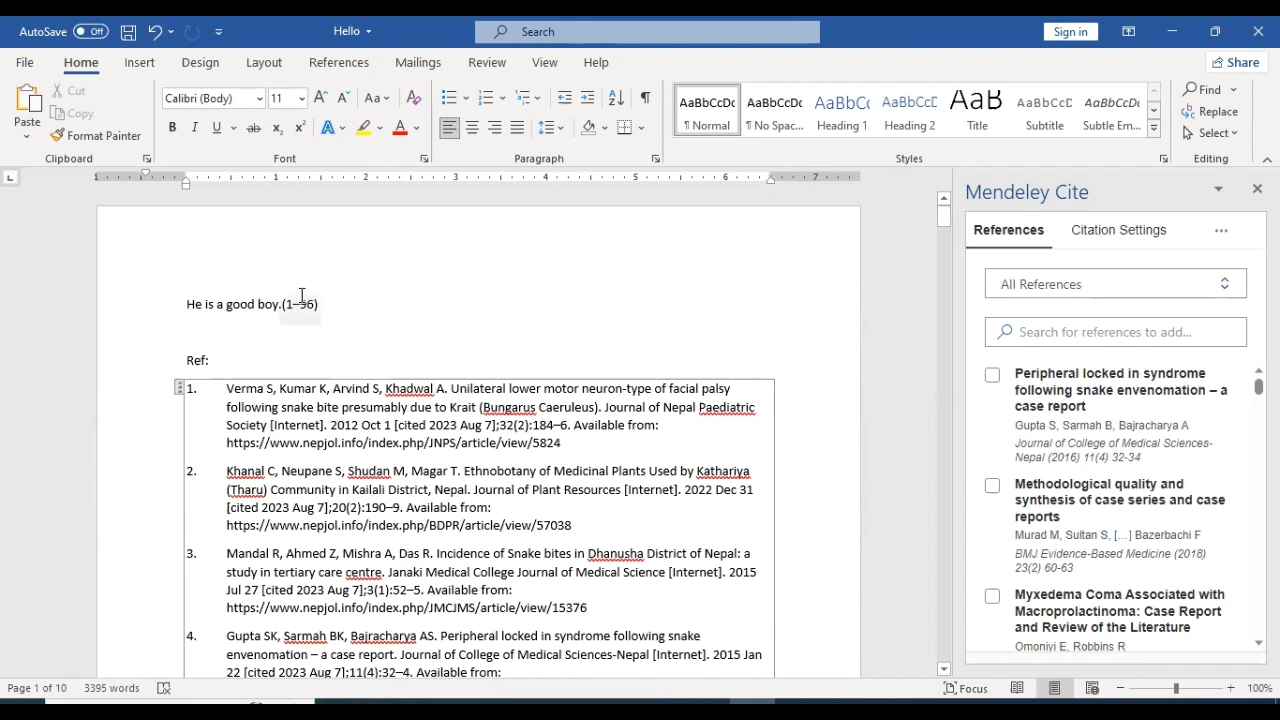 AutoSave Off Hello Search Sign in
File Home Insert Design Layout References Mailings Review View Help Share
Paste Cut Copy Format Painter Clipboard
Calibri (Body) 11 Aa A B I U ab x₂ x² A A Font
Paragraph
AaBbCcDc ¶ Normal AaBbCcDc ¶ No Spac... AaBbCc Heading 1 AaBbCcD Heading 2 AaB Title AaBbCcD Subtitle AaBbCcD Subtle Em... Styles
Find Replace Select Editing
1 1 2 3 4 5 6 7
He is a good boy.(1–96)
Ref:
1. Verma S, Kumar K, Arvind S, Khadwal A. Unilateral lower motor neuron-type of facial palsy
following snake bite presumably due to Krait (Bungarus Caeruleus). Journal of Nepal Paediatric
Society [Internet]. 2012 Oct 1 [cited 2023 Aug 7];32(2):184–6. Available from:
https://www.nepjol.info/index.php/JNPS/article/view/5824
2. Khanal C, Neupane S, Shudan M, Magar T. Ethnobotany of Medicinal Plants Used by Kathariya
(Tharu) Community in Kailali District, Nepal. Journal of Plant Resources [Internet]. 2022 Dec 31
[cited 2023 Aug 7];20(2):190–9. Available from:
https://www.nepjol.info/index.php/BDPR/article/view/57038
3. Mandal R, Ahmed Z, Mishra A, Das R. Incidence of Snake bites in Dhanusha District of Nepal: a
study in tertiary care centre. Janaki Medical College Journal of Medical Science [Internet]. 2015
Jul 27 [cited 2023 Aug 7];3(1):52–5. Available from:
https://www.nepjol.info/index.php/JMCJMS/article/view/15376
4. Gupta SK, Sarmah BK, Bajracharya AS. Peripheral locked in syndrome following snake
envenomation – a case report. Journal of College of Medical Sciences-Nepal [Internet]. 2015 Jan
22 [cited 2023 Aug 7];11(4):32–4. Available from:
Mendeley Cite
References Citation Settings
All References
Search for references to add...
Peripheral locked in syndrome
following snake envenomation – a
case report
Gupta S, Sarmah B, Bajracharya A
Journal of College of Medical Sciences-
Nepal (2016) 11(4) 32-34
Methodological quality and
synthesis of case series and case
reports
Murad M, Sultan S, […] Bazerbachi F
BMJ Evidence-Based Medicine (2018)
23(2) 60-63
Myxedema Coma Associated with
Macroprolactinoma: Case Report
and Review of the Literature
Omoniyi E, Robbins R
Page 1 of 10 3395 words Focus 100%